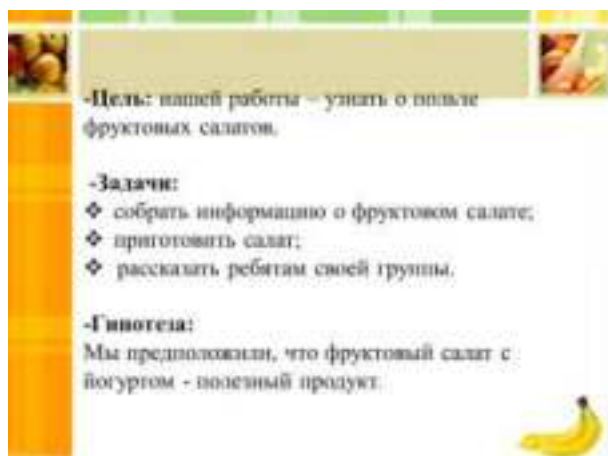 -Цель: нашей работы – узнать о пользе
фруктовых салатов.
-Задачи:
❖ собрать информацию о фруктовом салате;
❖ приготовить салат;
❖ рассказать ребятам своей группы.
-Гипотеза:
Мы предположили, что фруктовый салат с
йогуртом - полезный продукт.